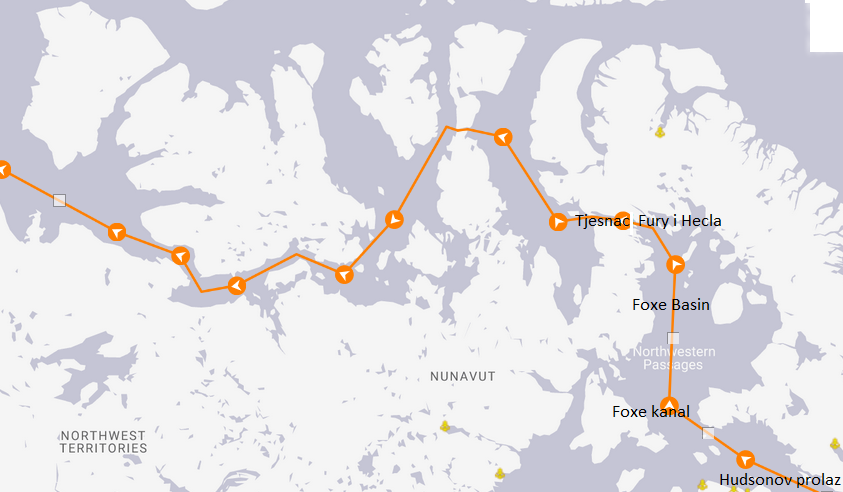 Tjesnac Fury i Hecla
Foxe Basin
Northwestern
Passages
NUNAVUT
Foxe kanal
NORTHWEST
TERRITORIES
Hudsonov prolaz